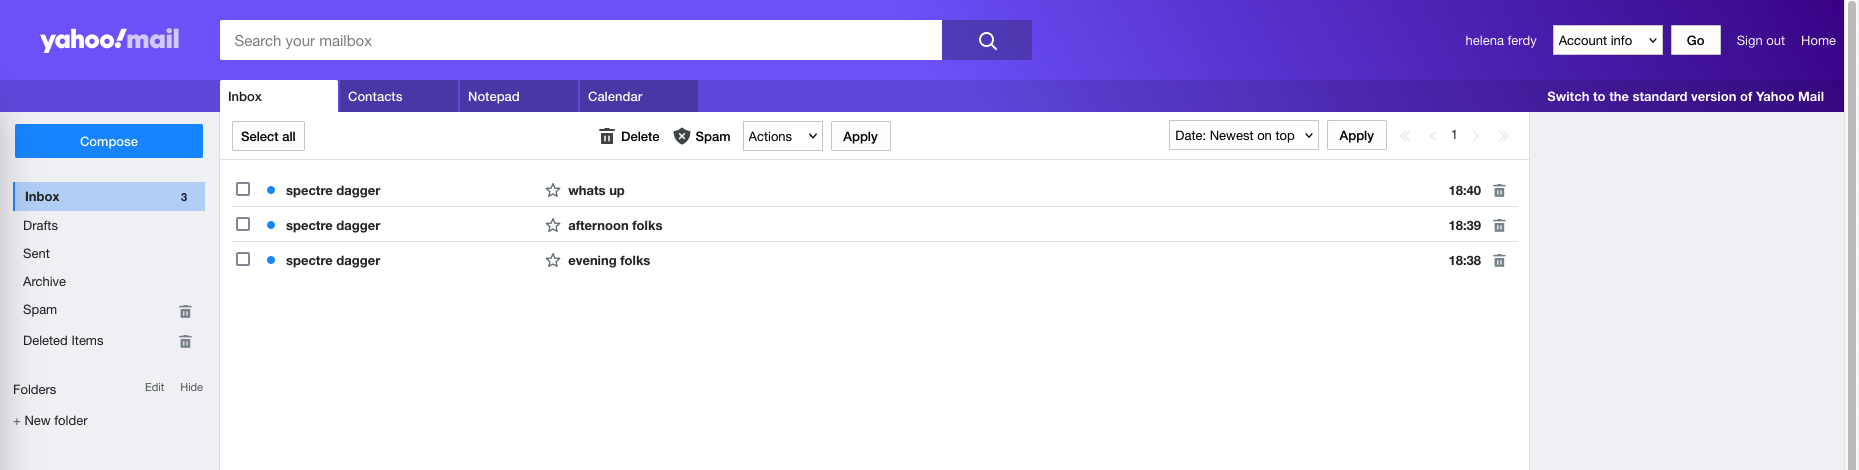 yahoo!mail
Search your mailbox
helena ferdy
Account info
Go
Sign out
Home
Inbox
Contacts
Notepad
Calendar
Switch to the standard version of Yahoo Mail
Compose
Select all
Delete
Spam
Actions
Apply
Date: Newest on top
Apply
1
Inbox 3
Drafts
Sent
Archive
Spam
Deleted Items
Folders Edit Hide
+ New folder
spectre dagger whats up 18:40
spectre dagger afternoon folks 18:39
spectre dagger evening folks 18:38